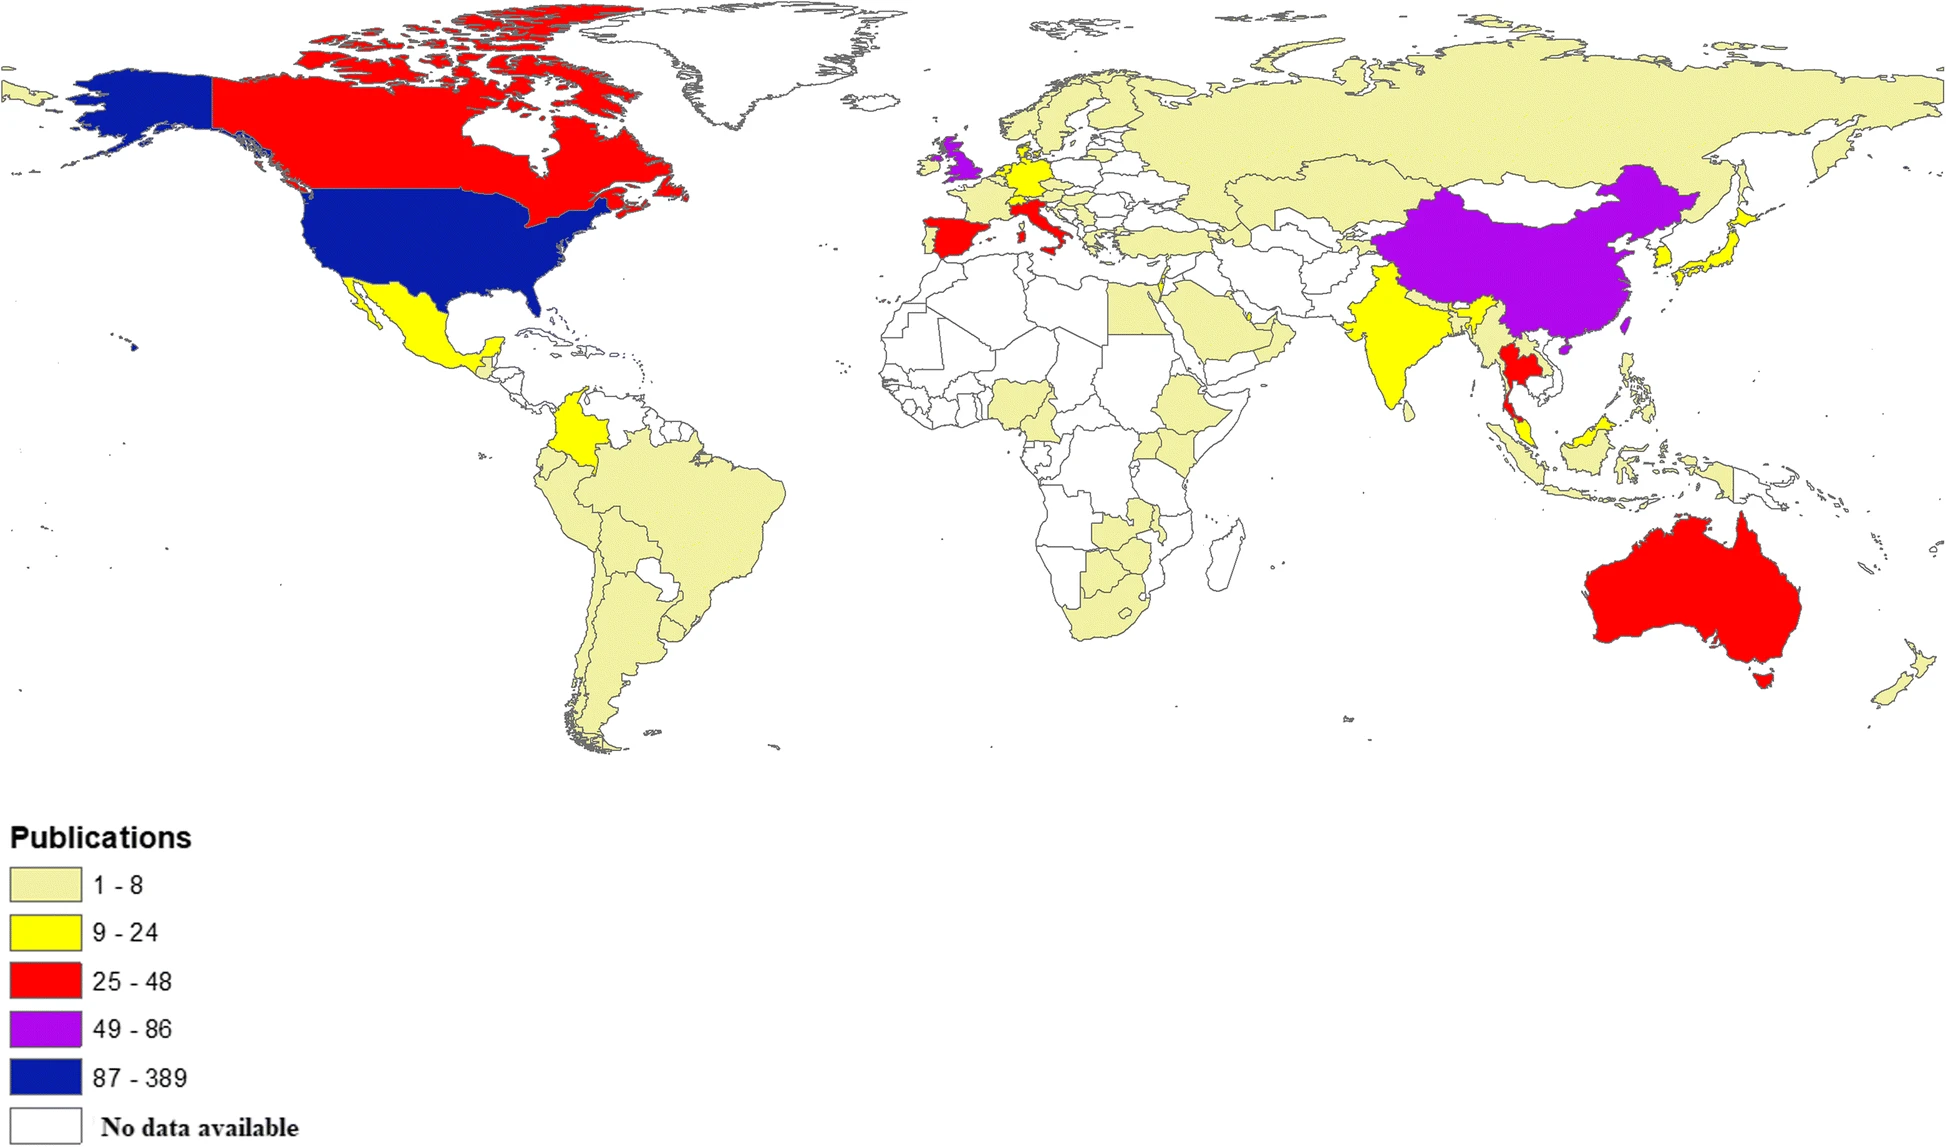 Publications
1 - 8
9 - 24
25 - 48
49 - 86
87 - 389
No data available